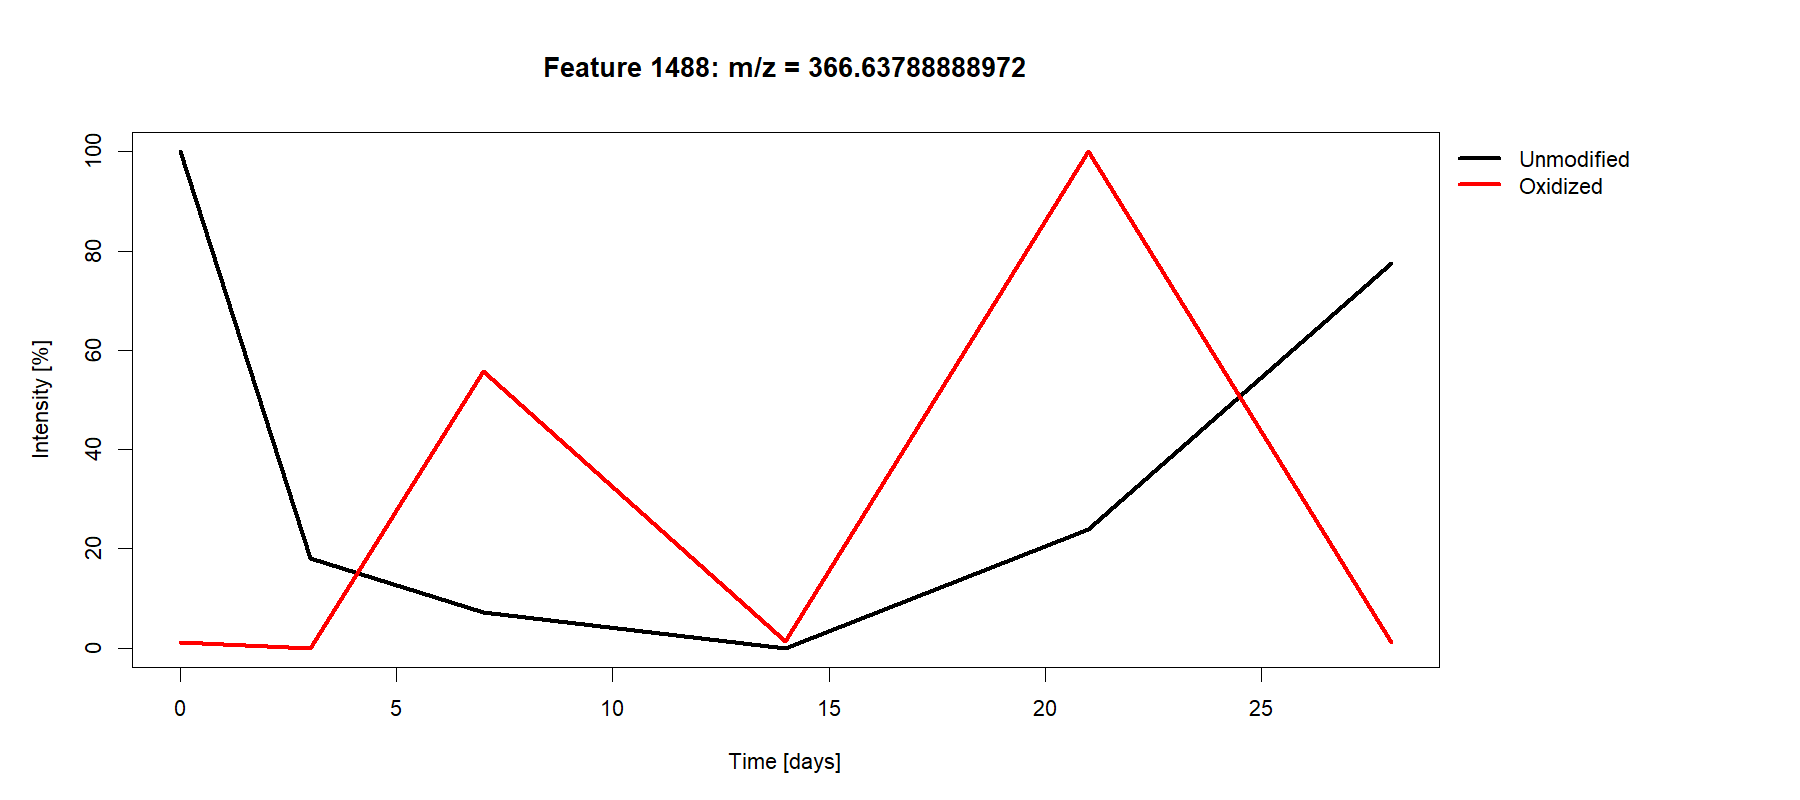 Feature 1488: m/z = 366.63788888972
Unmodified
Oxidized
Intensity [%]
100
80
60
40
20
0
0 5 10 15 20 25
Time [days]